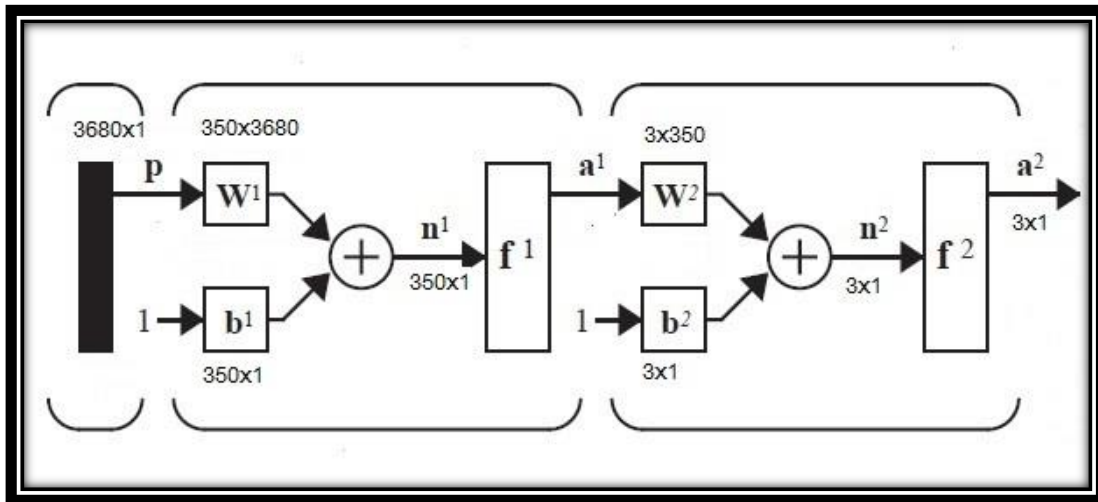 3680x1
350x3680
3x350
p
W¹
a¹
W²
a²
n¹
n²
3x1
f ¹
f ²
350x1
3x1
1
b¹
1
b²
350x1
3x1